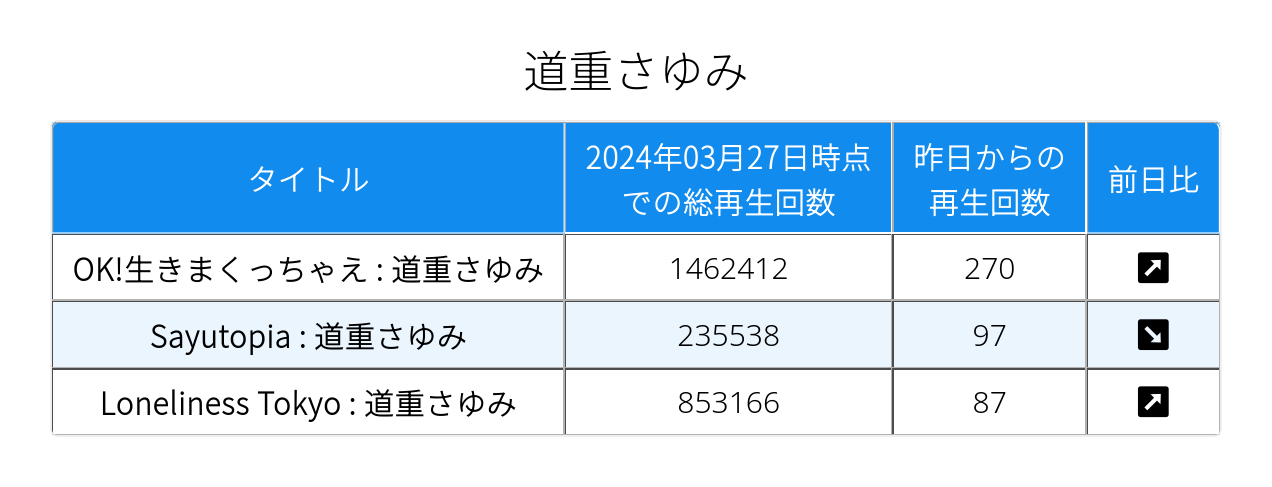 道重さゆみ
タイトル
2024年03月27日時点
での総再生回数
昨日からの
再生回数
前日比
OK!生きまくっちゃえ : 道重さゆみ 1462412 270 ↗
Sayutopia : 道重さゆみ 235538 97 ↘
Loneliness Tokyo : 道重さゆみ 853166 87 ↗